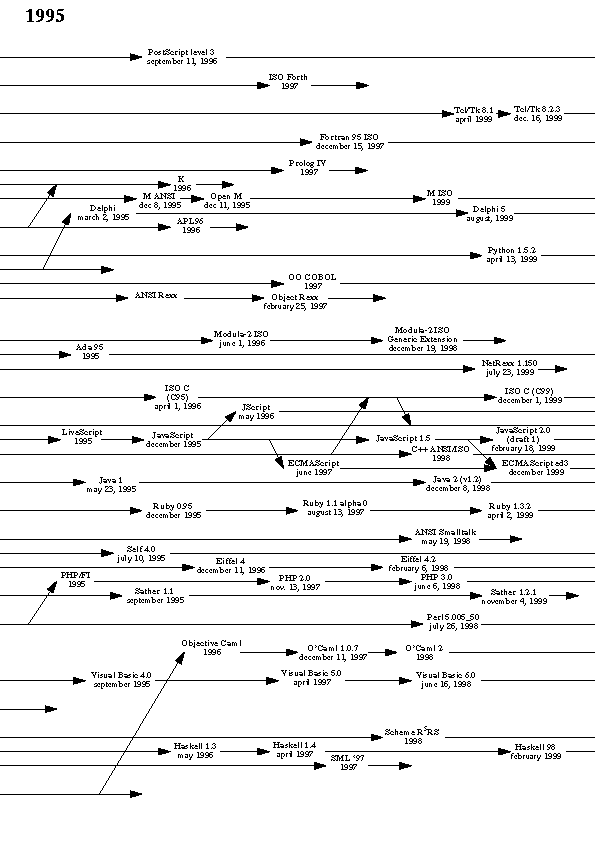 1995
PostScript level 3
september 11, 1996
ISO Forth
1997
Tcl/Tk 8.1
april 1999
Tcl/Tk 8.2.3
dec. 16, 1999
Fortran 95 ISO
december 15, 1997
Prolog IV
1997
K
1996
M ANSI
dec 8, 1995
Open M
dec 11, 1995
M ISO
1999
Delphi
march 2, 1995
Delphi 5
august, 1999
APL96
1996
Python 1.5.2
april 13, 1999
OO COBOL
1997
ANSI Rexx
Object Rexx
february 25, 1997
Modula-2 ISO
june 1, 1996
Modula-2 ISO
Generic Extension
december 19, 1998
Ada 95
1995
NetRexx 1.150
july 23, 1999
ISO C
(C95)
april 1, 1996
ISO C (C99)
december 1, 1999
JScript
may 1996
LiveScript
1995
JavaScript
december 1995
JavaScript 1.5
JavaScript 2.0
(draft 1)
february 18, 1999
C++ ANSI/ISO
1998
ECMAScript
june 1997
ECMAScript ed3
december 1999
Java 1
may 23, 1995
Java 2 (v1.2)
december 8, 1998
Ruby 0.95
december 1995
Ruby 1.1 alpha 0
august 13, 1997
Ruby 1.3.2
april 2, 1999
ANSI Smalltalk
may 19, 1998
Self 4.0
july 10, 1995
Eiffel 4
december 11, 1996
Eiffel 4.2
february 6, 1998
PHP/FI
1995
PHP 2.0
nov. 13, 1997
PHP 3.0
june 6, 1998
Sather 1.1
september 1995
Sather 1.2.1
november 4, 1999
Perl 5.005_50
july 26, 1998
Objective Caml
1996
O'Caml 1.0.7
december 11, 1997
O'Caml 2
1998
Visual Basic 4.0
september 1995
Visual Basic 5.0
april 1997
Visual Basic 6.0
june 16, 1998
Scheme R5RS
1998
Haskell 1.3
may 1996
Haskell 1.4
april 1997
Haskell 98
february 1999
SML '97
1997